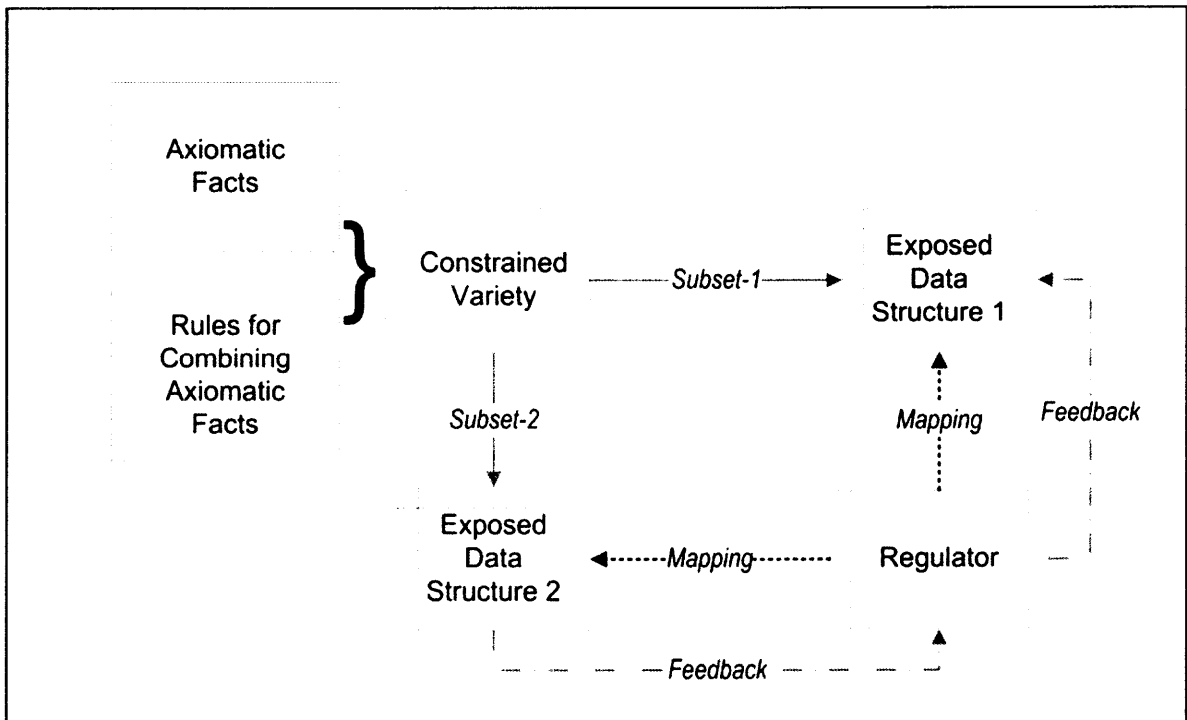 Axiomatic
Facts
}
Rules for
Combining
Axiomatic
Facts
Constrained
Variety
Subset-1
Exposed
Data
Structure 1
Subset-2
Mapping
Feedback
Exposed
Data
Structure 2
Mapping
Regulator
Feedback